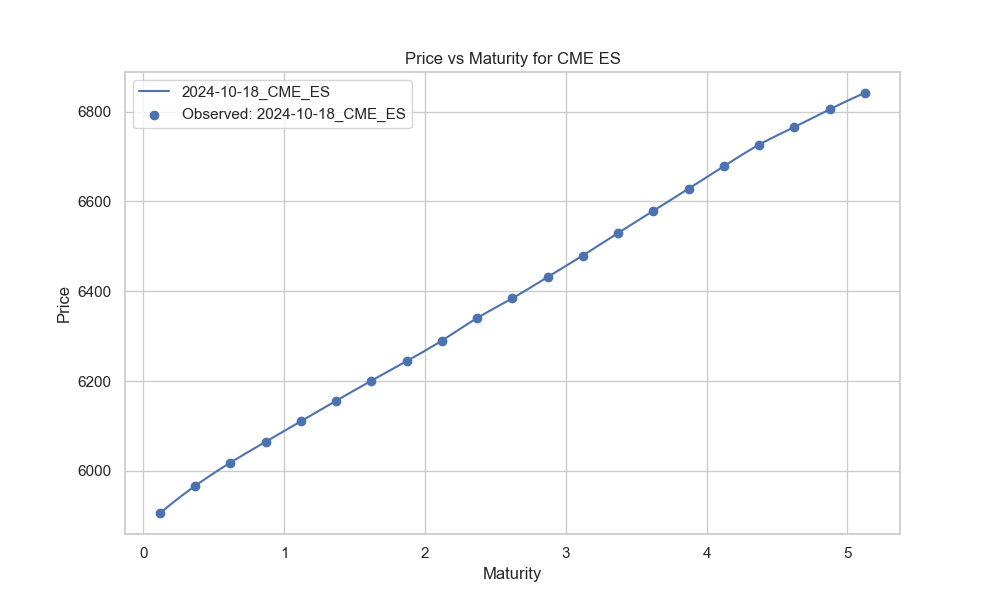 Price vs Maturity for CME ES
2024-10-18_CME_ES
Observed: 2024-10-18_CME_ES
Price
6800
6600
6400
6200
6000
0 1 2 3 4 5
Maturity